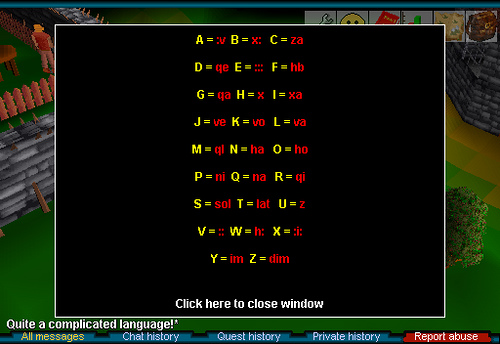 A = :v B = x: C = za
D = qe E = ::: F = hb
G = qa H = x I = xa
J = ve K = vo L = va
M = ql N = ha O = ho
P = ni Q = na R = qi
S = sol T = lat U = z
V = :: W = h: X = :i:
Y = im Z = dim
Click here to close window
Quite a complicated language!*
All messages Chat history Quest history Private history Report abuse